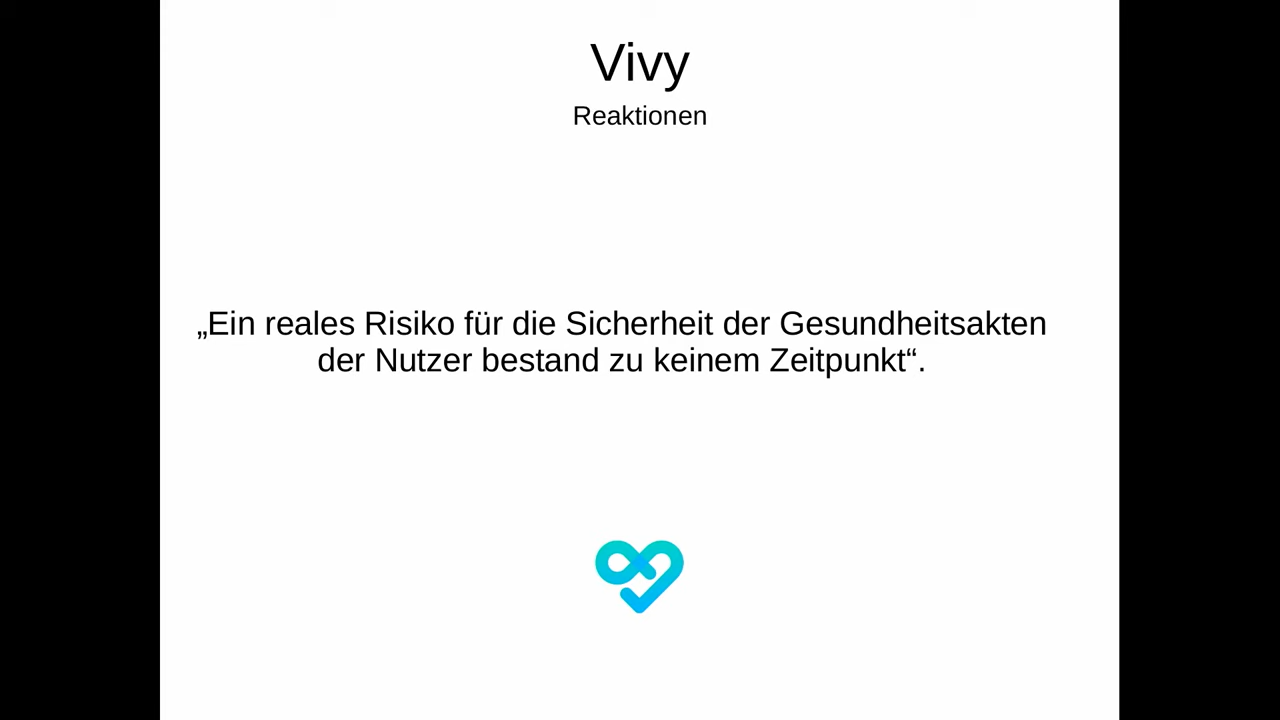 Vivy
Reaktionen
„Ein reales Risiko für die Sicherheit der Gesundheitsakten
der Nutzer bestand zu keinem Zeitpunkt“.